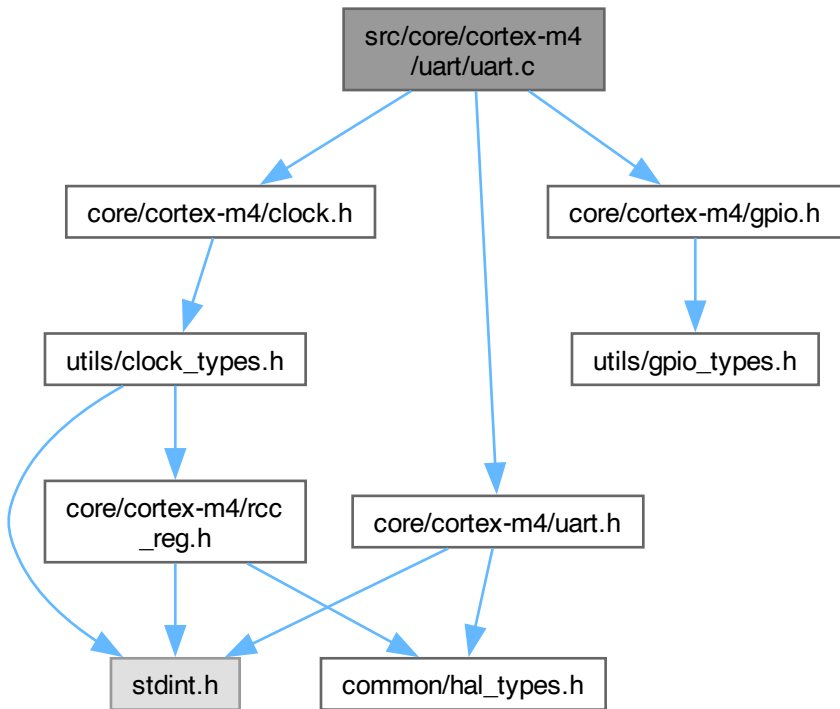 src/core/cortex-m4
/uart/uart.c
core/cortex-m4/clock.h
core/cortex-m4/gpio.h
utils/clock_types.h
utils/gpio_types.h
core/cortex-m4/rcc
_reg.h
core/cortex-m4/uart.h
stdint.h
common/hal_types.h